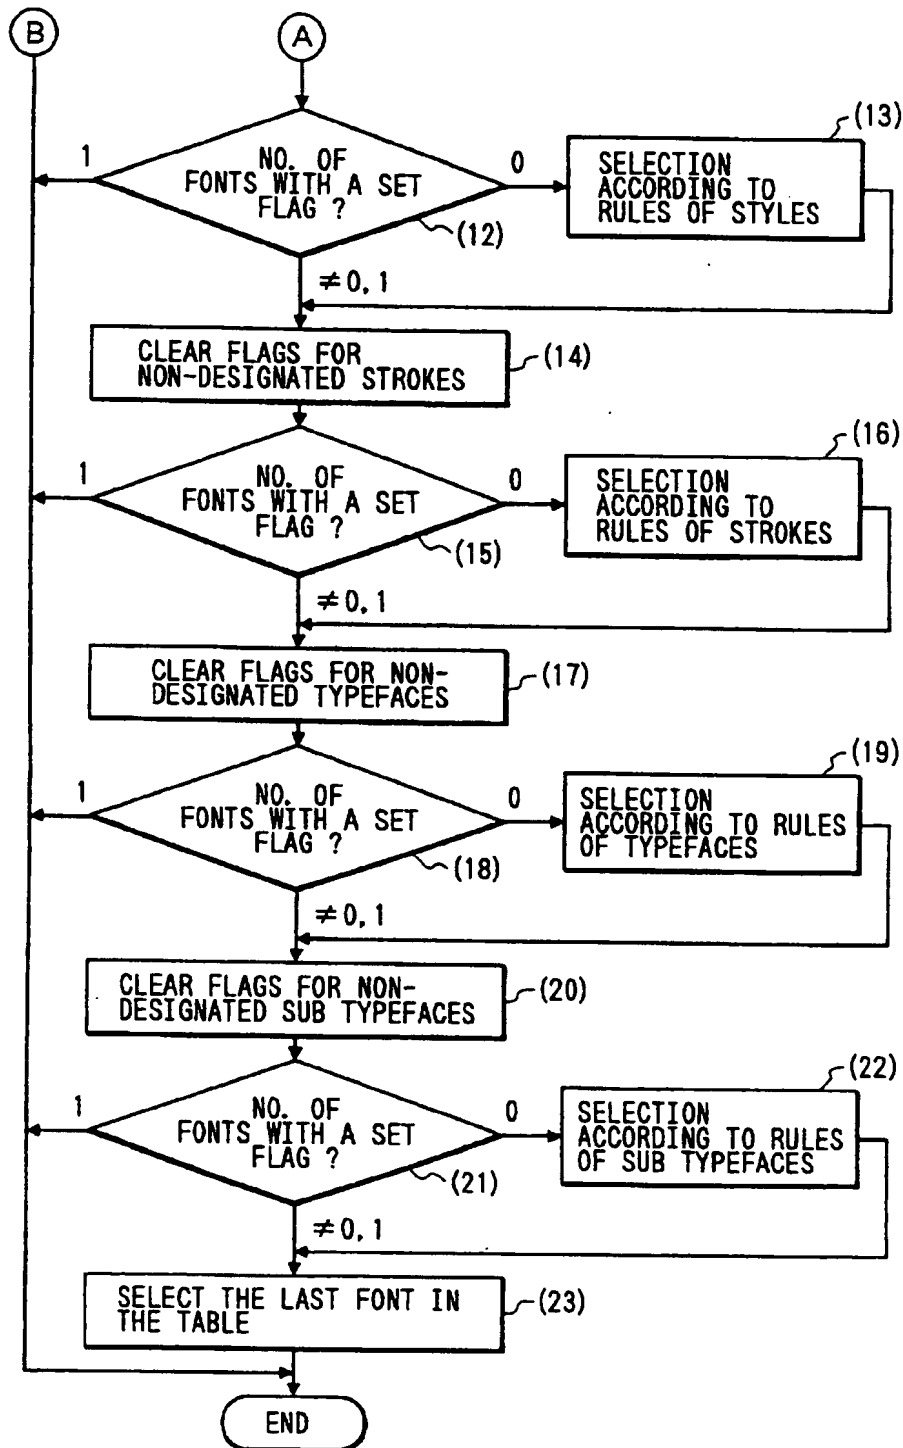 B
A
NO. OF
FONTS WITH A SET
FLAG ?
1
0
(12)
≠0,1
(13)
SELECTION
ACCORDING TO
RULES OF STYLES
CLEAR FLAGS FOR
NON-DESIGNATED STROKES
(14)
NO. OF
FONTS WITH A SET
FLAG ?
1
0
(15)
≠0,1
(16)
SELECTION
ACCORDING TO
RULES OF STROKES
CLEAR FLAGS FOR NON-
DESIGNATED TYPEFACES
(17)
NO. OF
FONTS WITH A SET
FLAG ?
1
0
(18)
≠0,1
(19)
SELECTION
ACCORDING TO RULES
OF TYPEFACES
CLEAR FLAGS FOR NON-
DESIGNATED SUB TYPEFACES
(20)
NO. OF
FONTS WITH A SET
FLAG ?
1
0
(21)
≠0,1
(22)
SELECTION
ACCORDING TO RULES
OF SUB TYPEFACES
SELECT THE LAST FONT IN
THE TABLE
(23)
END